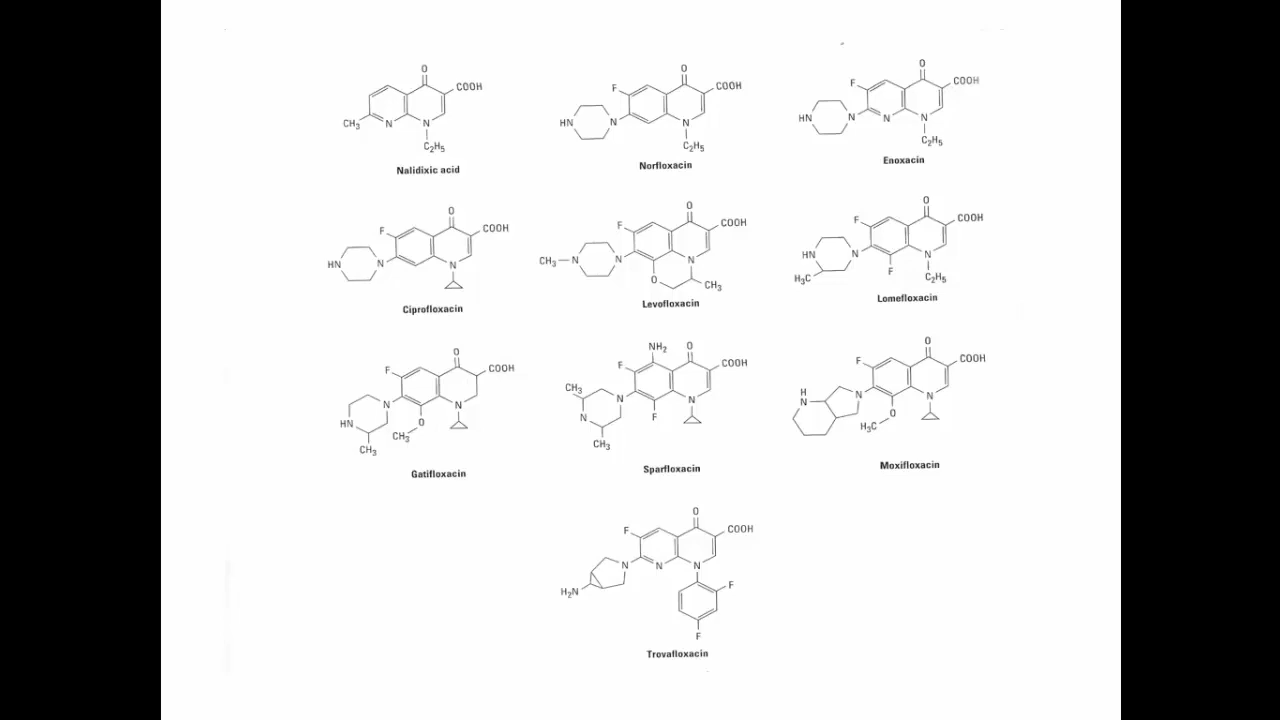 O
COOH
CH₃
N
N
C₂H₅
Nalidixic acid
O
F
COOH
HN
N
N
C₂H₅
Norfloxacin
O
F
COOH
HN
N
N
N
C₂H₅
Enoxacin
O
F
COOH
HN
N
N
Ciprofloxacin
O
F
COOH
CH₃
N
N
N
O
CH₃
Levofloxacin
O
F
COOH
HN
N
N
H₃C
F
C₂H₅
Lomefloxacin
O
F
COOH
N
N
HN
O
CH₃
CH₃
Gatifloxacin
NH₂
O
F
COOH
CH₃
N
N
N
F
CH₃
Sparfloxacin
O
F
COOH
H
N
N
N
O
H₃C
Moxifloxacin
O
F
COOH
N
N
N
H₂N
F
F
Trovafloxacin